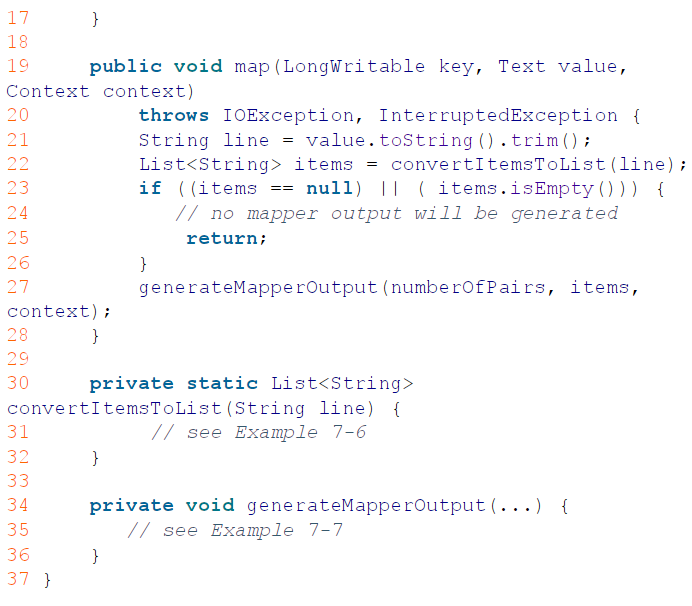 17     }
18
19     public void map(LongWritable key, Text value,
Context context)
20         throws IOException, InterruptedException {
21         String line = value.toString().trim();
22         List<String> items = convertItemsToList(line);
23         if ((items == null) || ( items.isEmpty())) {
24            // no mapper output will be generated
25             return;
26         }
27         generateMapperOutput(numberOfPairs, items,
context);
28     }
29
30     private static List<String>
convertItemsToList(String line) {
31          // see Example 7-6
32     }
33
34     private void generateMapperOutput(...) {
35        // see Example 7-7
36     }
37 }